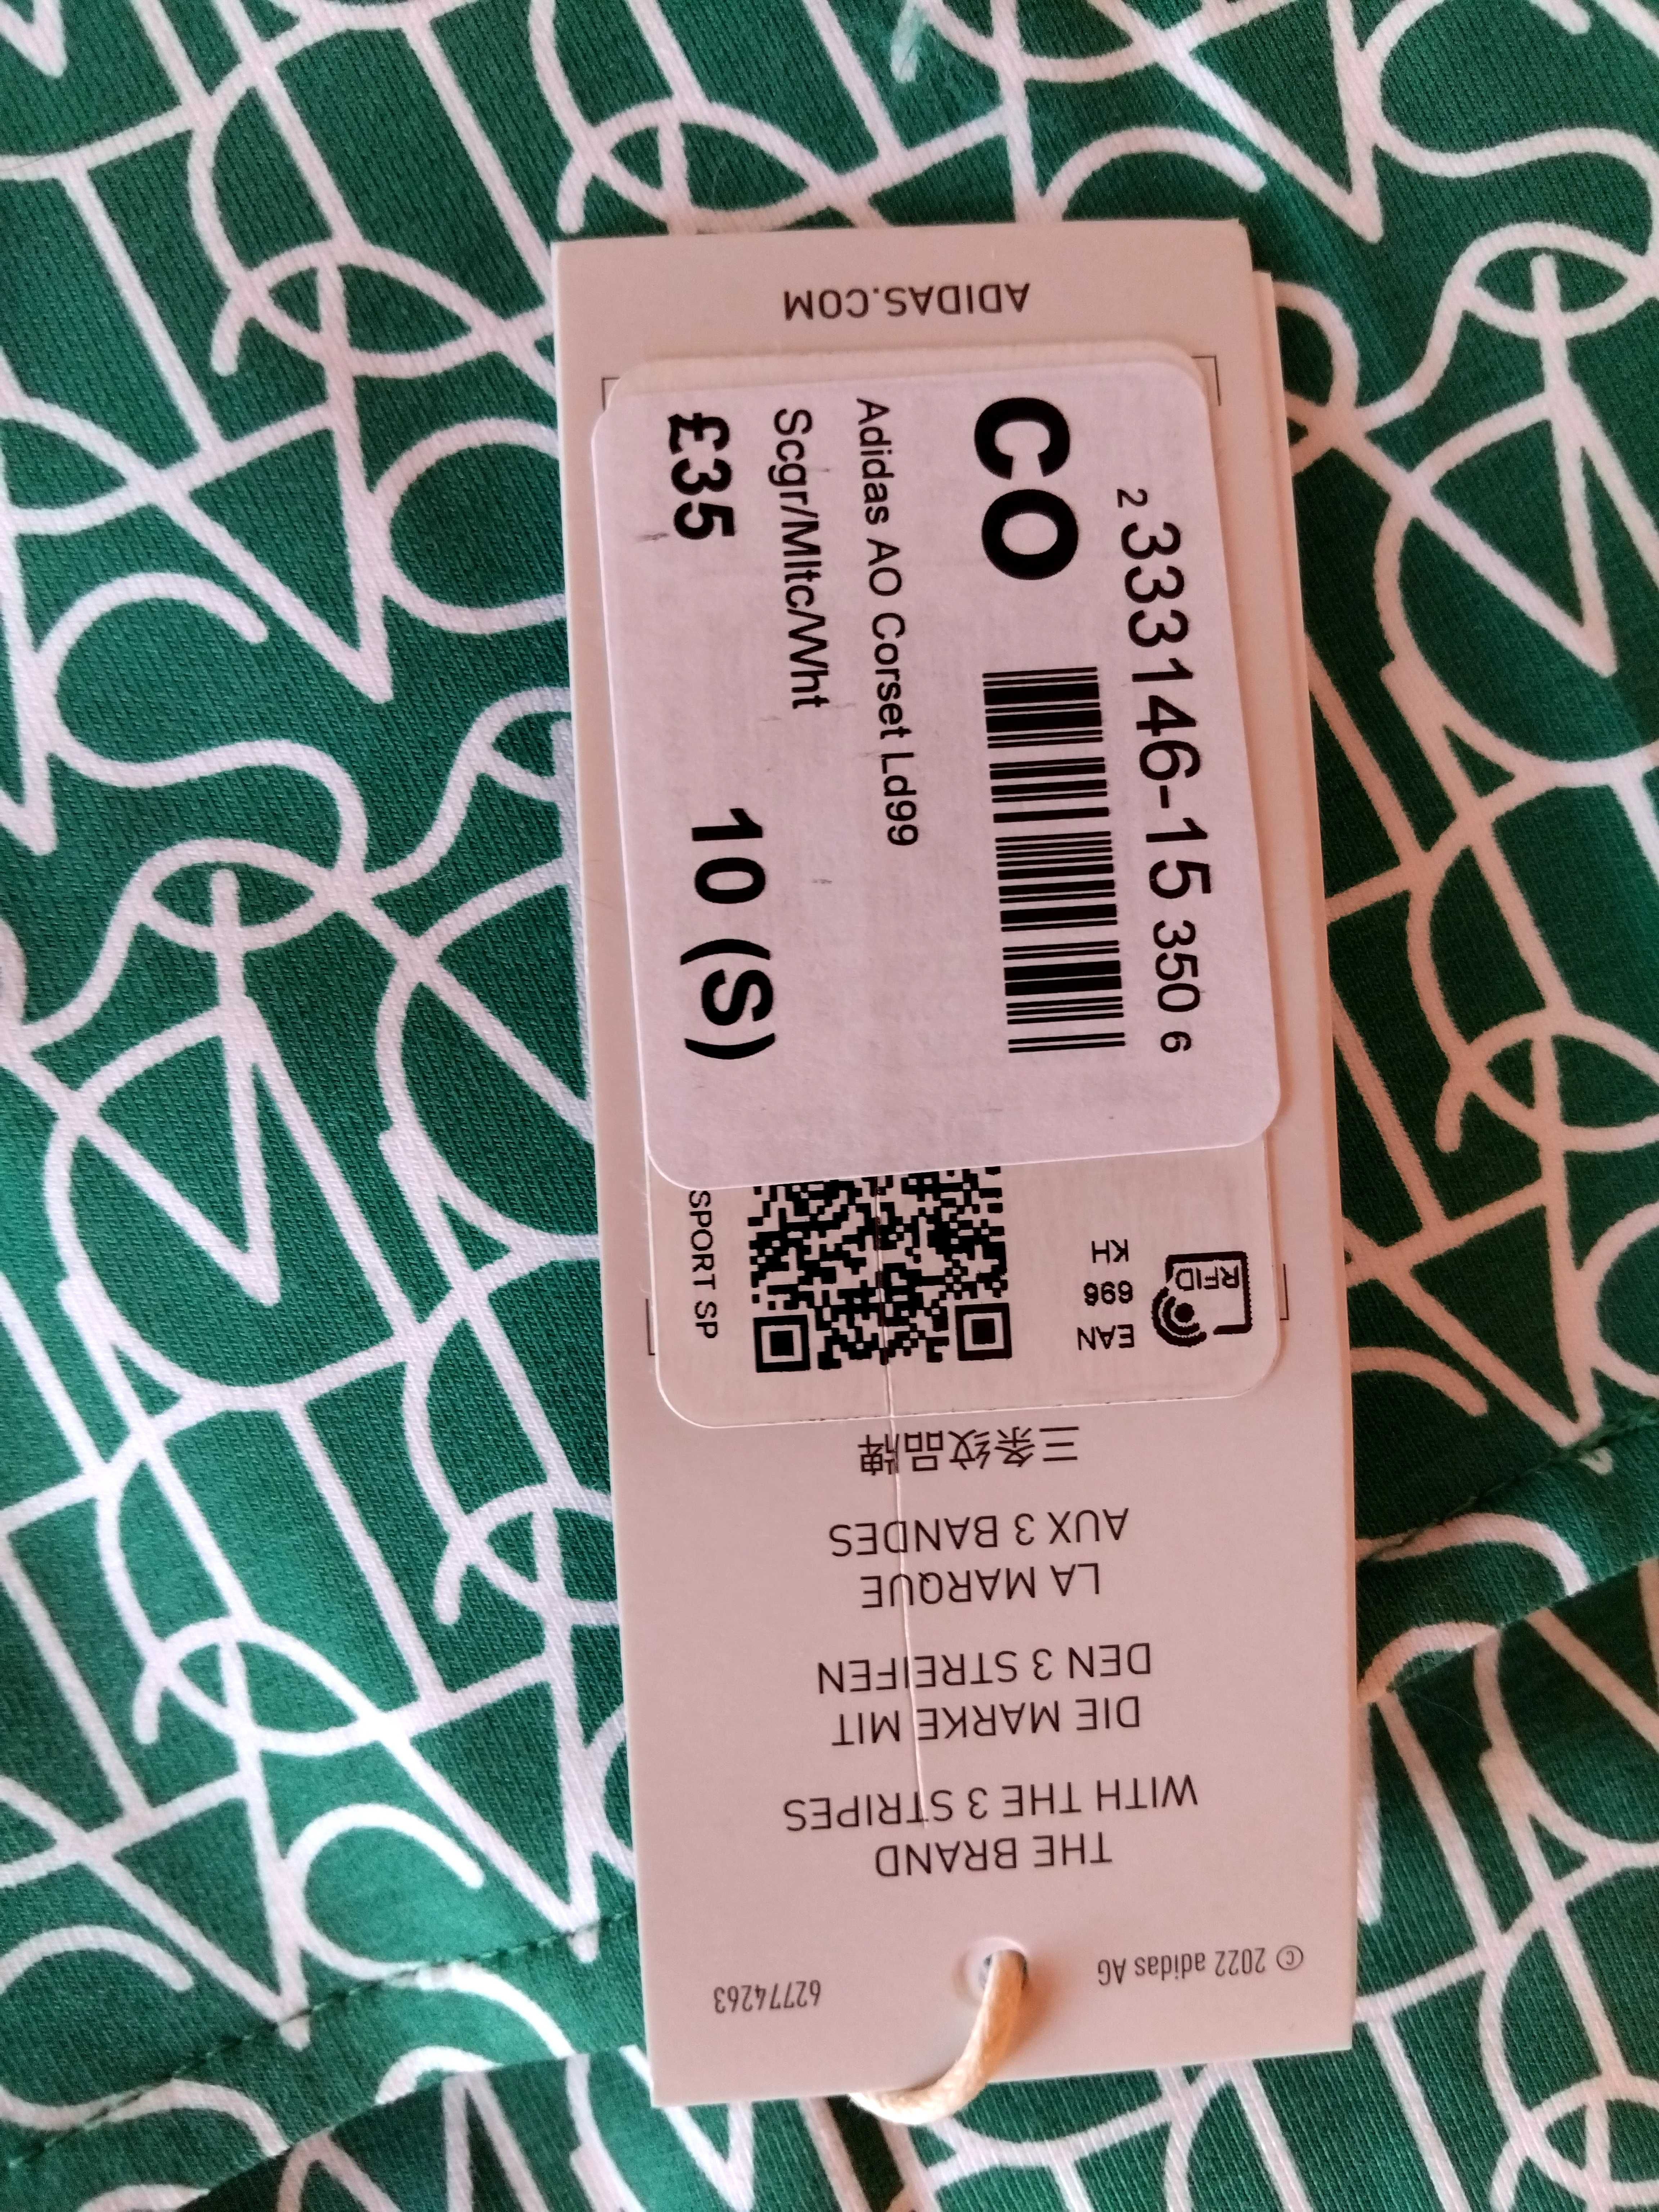 ADIDAS.COM
2 333146-15 350 6
CO
Adidas AO Corset Ld99
Scgr/Mltc/Wht
£35
10 (S)
SPORT SP
RFID
EAN
696
KH
三条纹品牌
LA MARQUE
AUX 3 BANDES
DIE MARKE MIT
DEN 3 STREIFEN
THE BRAND
WITH THE 3 STRIPES
© 2022 adidas AG
62774263